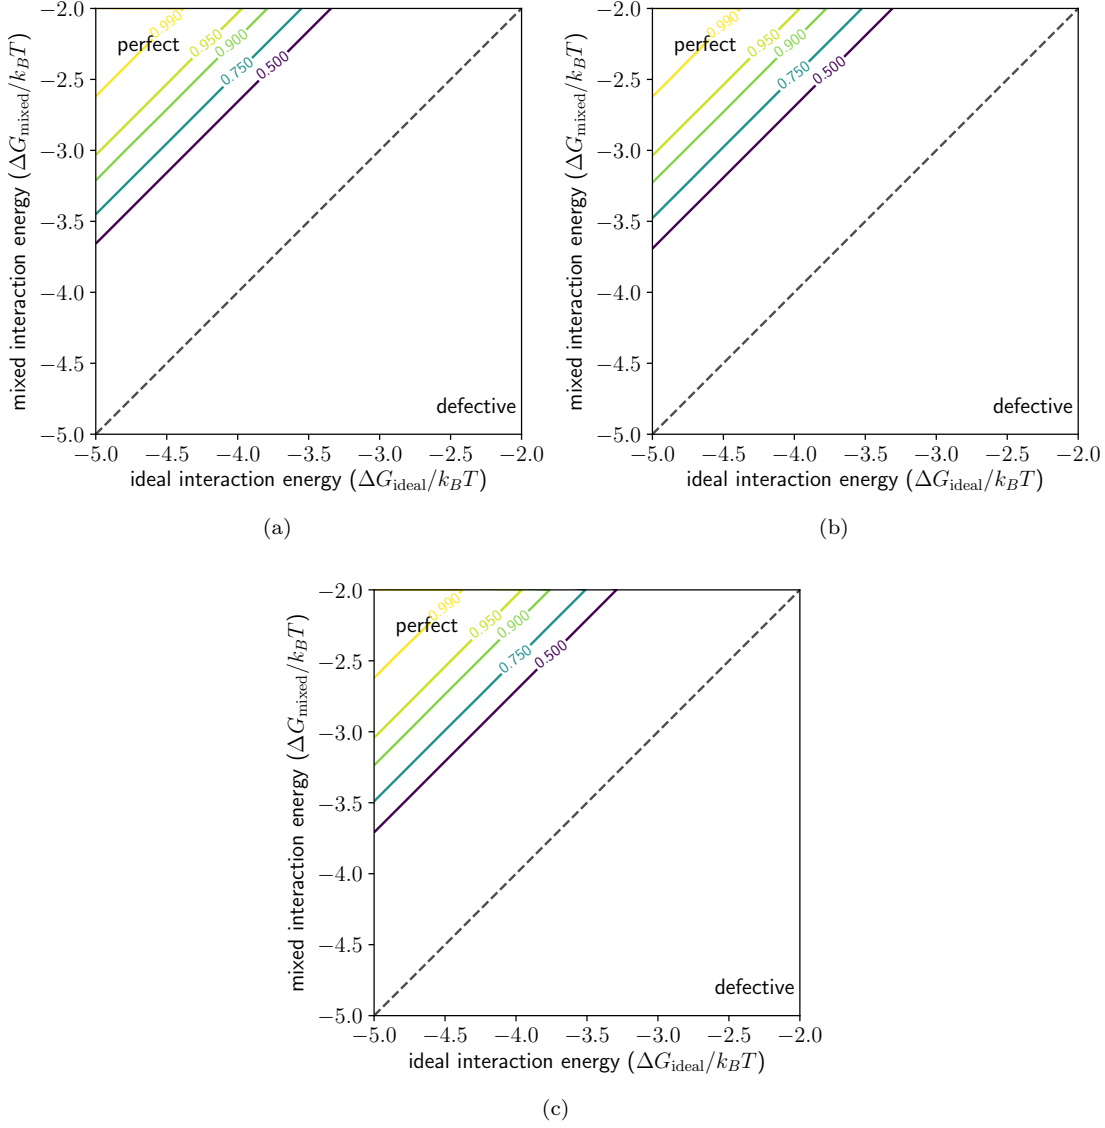 −2.0
−2.5
−3.0
−3.5
−4.0
−4.5
−5.0
mixed interaction energy (ΔG_mixed/k_BT)
0.990
0.950
0.900
0.750
0.500
perfect
defective
−5.0 −4.5 −4.0 −3.5 −3.0 −2.5 −2.0
ideal interaction energy (ΔG_ideal/k_BT)
(a)
−2.0
−2.5
−3.0
−3.5
−4.0
−4.5
−5.0
mixed interaction energy (ΔG_mixed/k_BT)
0.990
0.950
0.900
0.750
0.500
perfect
defective
−5.0 −4.5 −4.0 −3.5 −3.0 −2.5 −2.0
ideal interaction energy (ΔG_ideal/k_BT)
(b)
−2.0
−2.5
−3.0
−3.5
−4.0
−4.5
−5.0
mixed interaction energy (ΔG_mixed/k_BT)
0.990
0.950
0.900
0.750
0.500
perfect
defective
−5.0 −4.5 −4.0 −3.5 −3.0 −2.5 −2.0
ideal interaction energy (ΔG_ideal/k_BT)
(c)